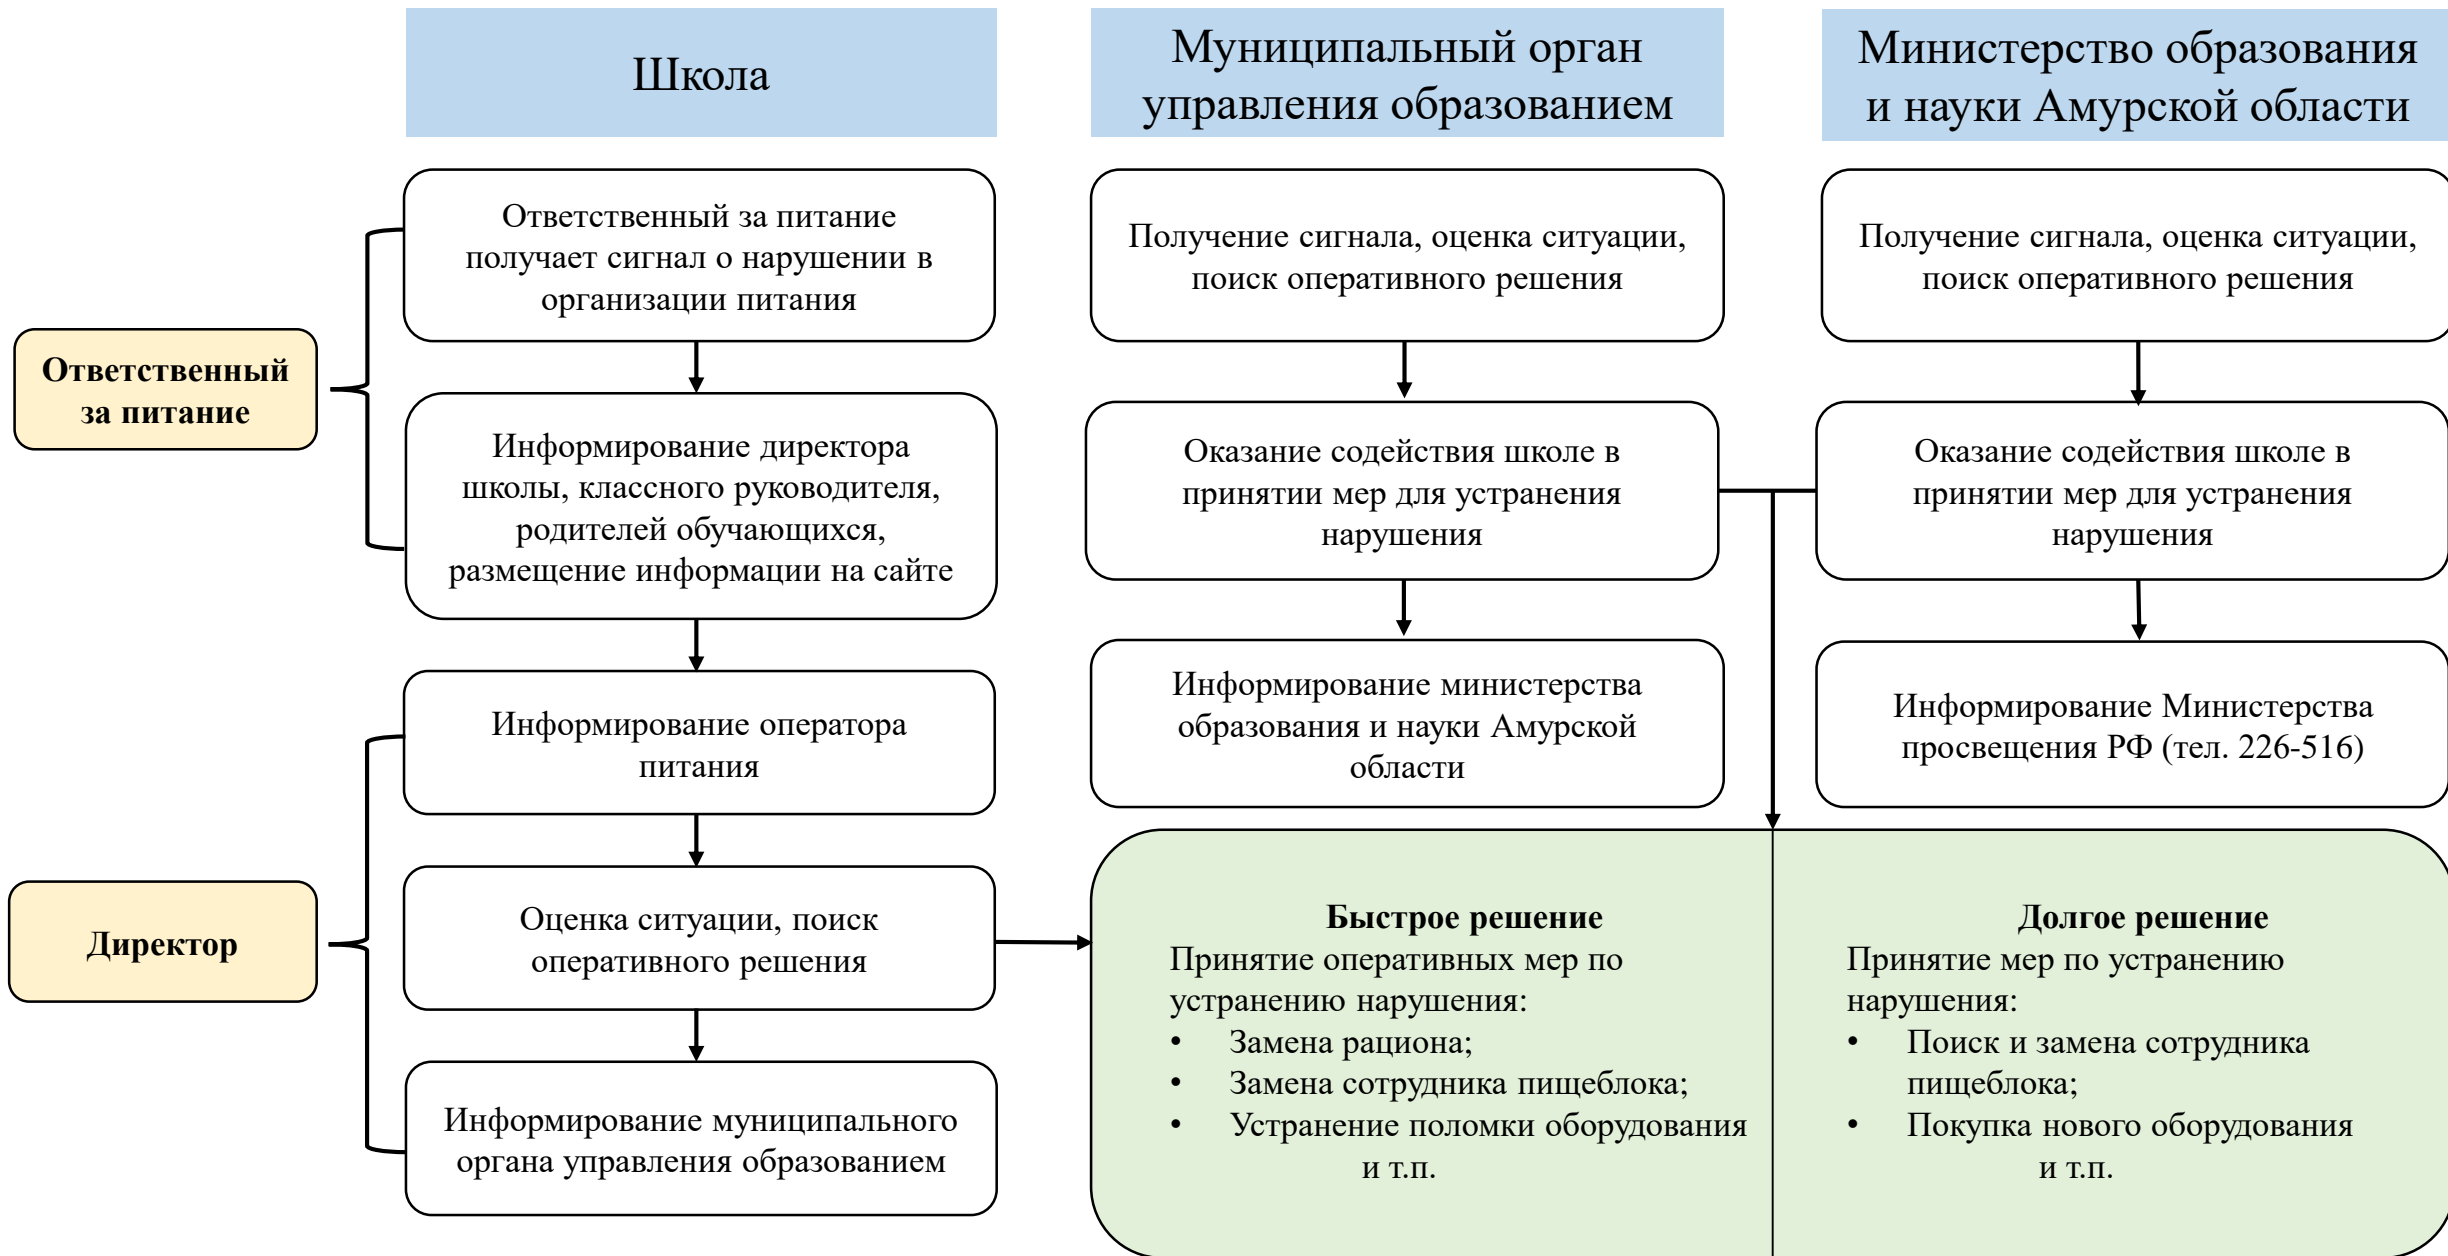 Школа
Муниципальный орган
управления образованием
Министерство образования
и науки Амурской области
Ответственный
за питание
Ответственный за питание
получает сигнал о нарушении в
организации питания
Информирование директора
школы, классного руководителя,
родителей обучающихся,
размещение информации на сайте
Директор
Информирование оператора
питания
Оценка ситуации, поиск
оперативного решения
Информирование муниципального
органа управления образованием
Получение сигнала, оценка ситуации,
поиск оперативного решения
Оказание содействия школе в
принятии мер для устранения
нарушения
Информирование министерства
образования и науки Амурской
области
Получение сигнала, оценка ситуации,
поиск оперативного решения
Оказание содействия школе в
принятии мер для устранения
нарушения
Информирование Министерства
просвещения РФ (тел. 226-516)
Быстрое решение
Принятие оперативных мер по
устранению нарушения:
• Замена рациона;
• Замена сотрудника пищеблока;
• Устранение поломки оборудования
и т.п.
Долгое решение
Принятие мер по устранению
нарушения:
• Поиск и замена сотрудника
пищеблока;
• Покупка нового оборудования
и т.п.